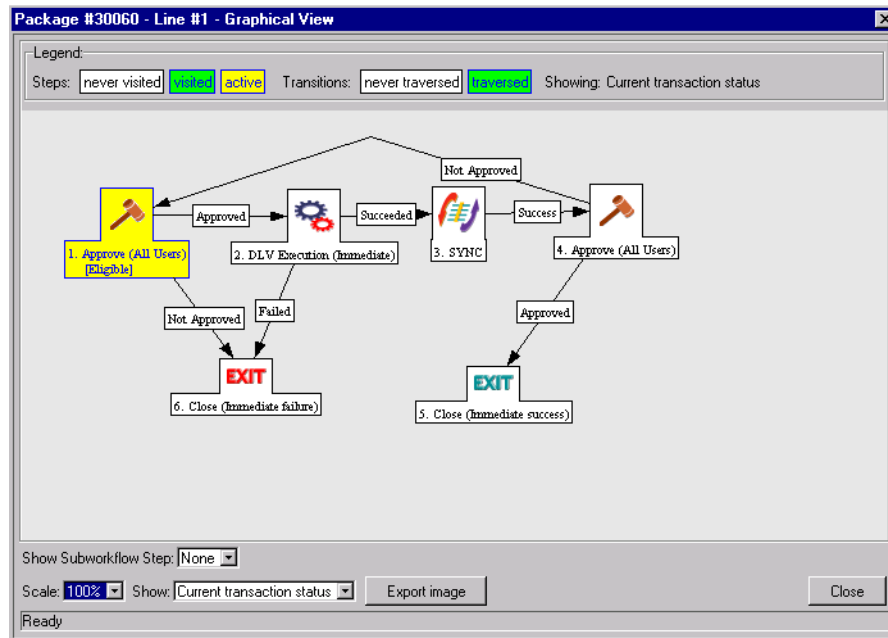 Package #30060 - Line #1 - Graphical View
Legend:
Steps: never visited visited active Transitions: never traversed traversed Showing: Current transaction status
Not Approved
Approved Succeeded Success
1. Approve (All Users)
[Eligible]
2. DLV Execution (Immediate)
3. SYNC
4. Approve (All Users)
Not Approved Failed Approved
EXIT
6. Close (Immediate failure)
EXIT
5. Close (Immediate success)
Show Subworkflow Step: None
Scale: 100% Show: Current transaction status Export image Close
Ready